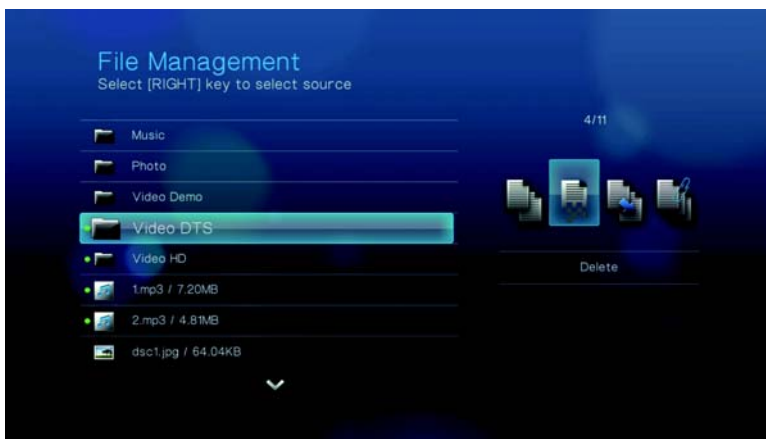 File Management
Select [RIGHT] key to select source
4/11
Music
Photo
Video Demo
Video DTS
Video HD
1.mp3 / 7.20MB
2.mp3 / 4.81MB
dsc1.jpg / 64.04KB
Delete